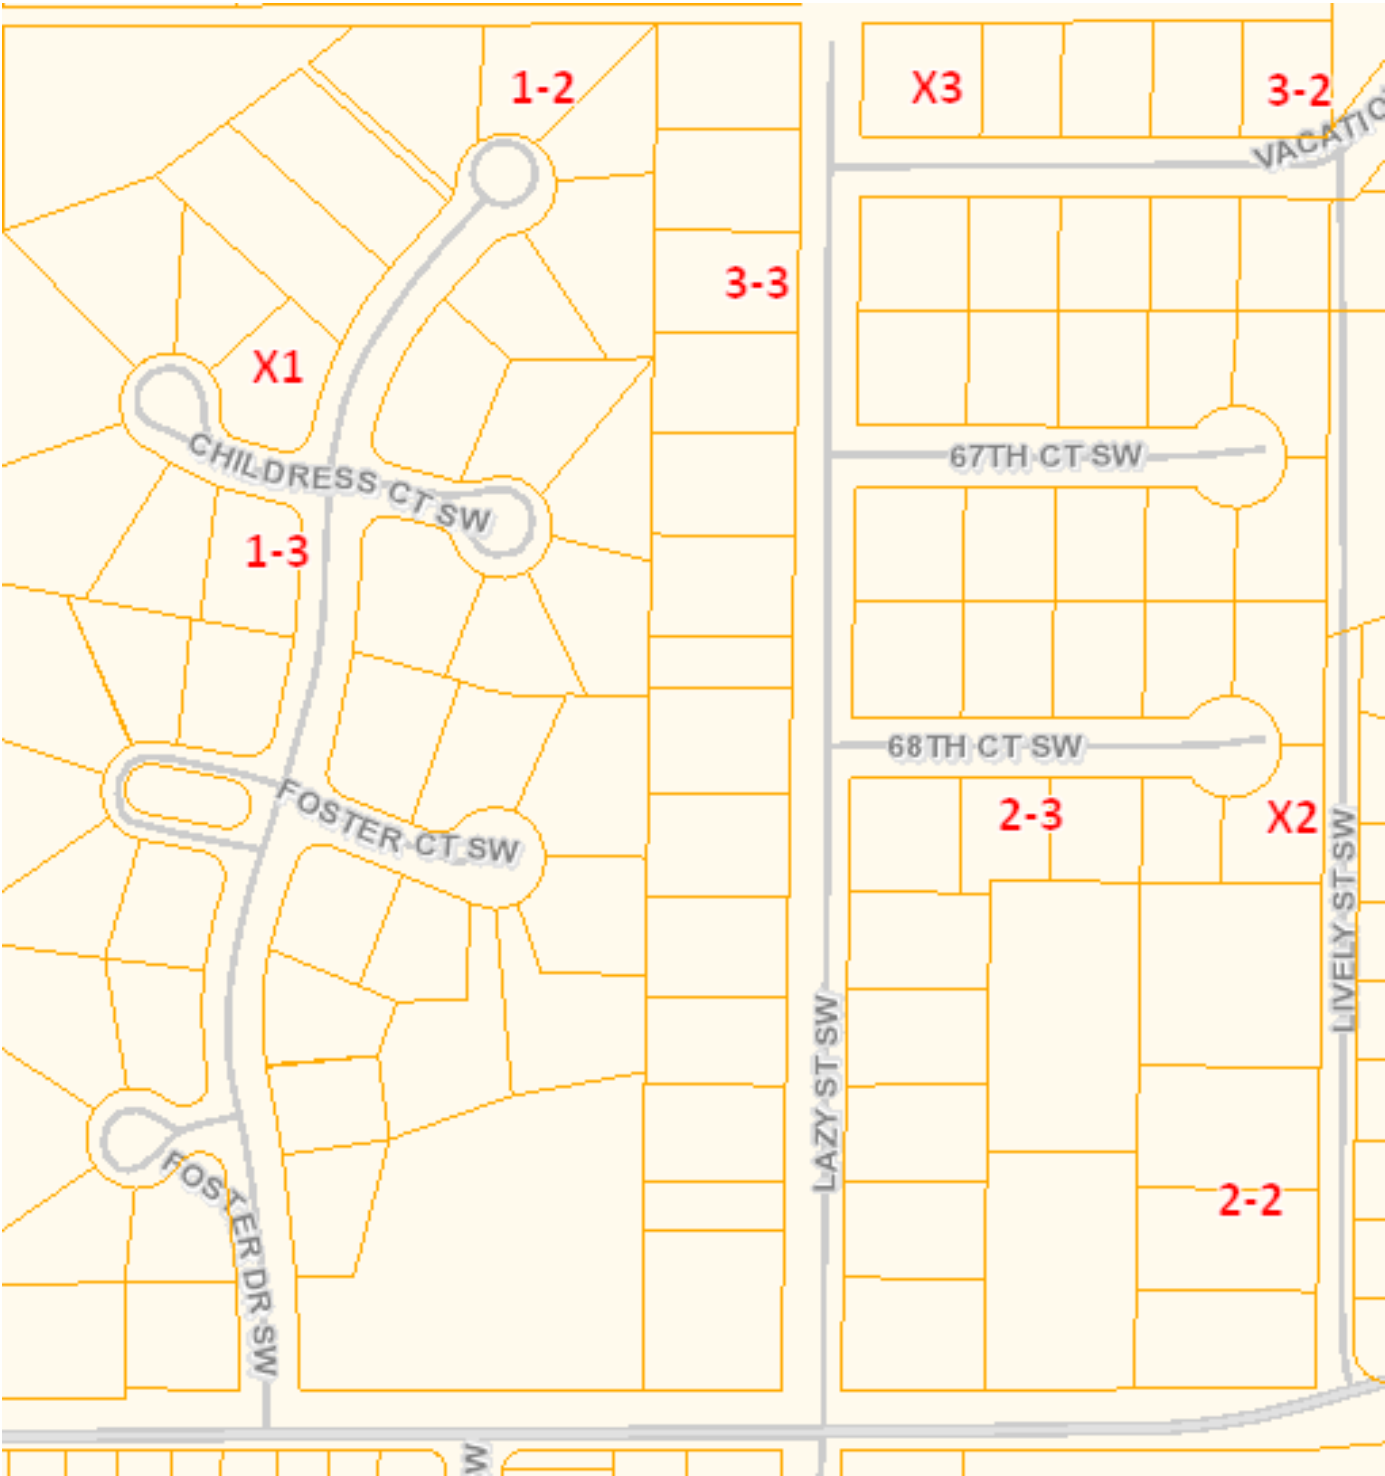 1-2
X3
3-2
VACATIO
3-3
X1
CHILDRESS CT SW
67TH CT SW
1-3
68TH CT SW
FOSTER CT SW
2-3
X2
LIVELY ST SW
LAZY ST SW
2-2
FOSTER DR SW
W